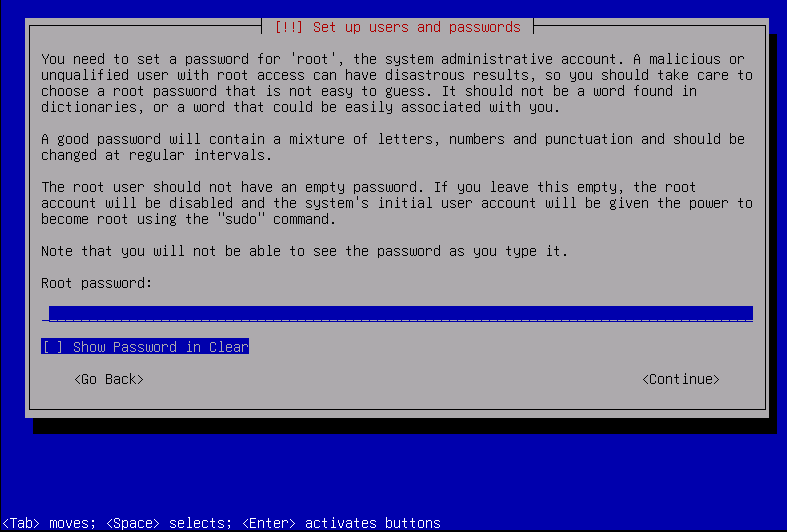 [!!] Set up users and passwords
You need to set a password for 'root', the system administrative account. A malicious or
unqualified user with root access can have disastrous results, so you should take care to
choose a root password that is not easy to guess. It should not be a word found in
dictionaries, or a word that could be easily associated with you.
A good password will contain a mixture of letters, numbers and punctuation and should be
changed at regular intervals.
The root user should not have an empty password. If you leave this empty, the root
account will be disabled and the system's initial user account will be given the power to
become root using the "sudo" command.
Note that you will not be able to see the password as you type it.
Root password:
[ ] Show Password in Clear
<Go Back> <Continue>
<Tab> moves; <Space> selects; <Enter> activates buttons